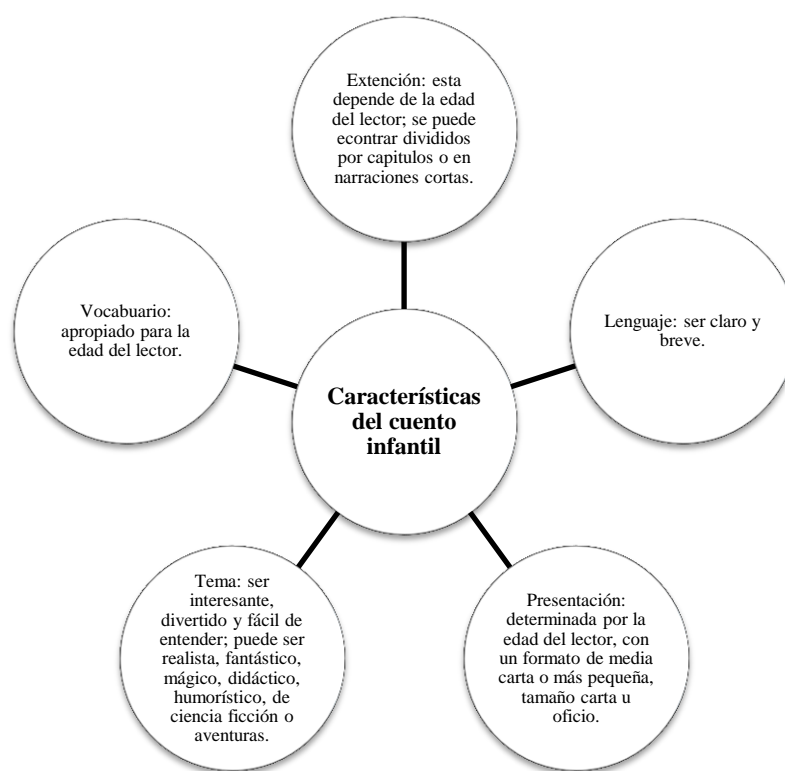 Extención: esta
depende de la edad
del lector; se puede
econtrar divididos
por capitulos o en
narraciones cortas.
Vocabuario:
apropiado para la
edad del lector.
Lenguaje: ser claro y
breve.
Características
del cuento
infantil
Tema: ser
interesante,
divertido y fácil de
entender; puede ser
realista, fantástico,
mágico, didáctico,
humorístico, de
ciencia ficción o
aventuras.
Presentación:
determinada por la
edad del lector, con
un formato de media
carta o más pequeña,
tamaño carta u
oficio.